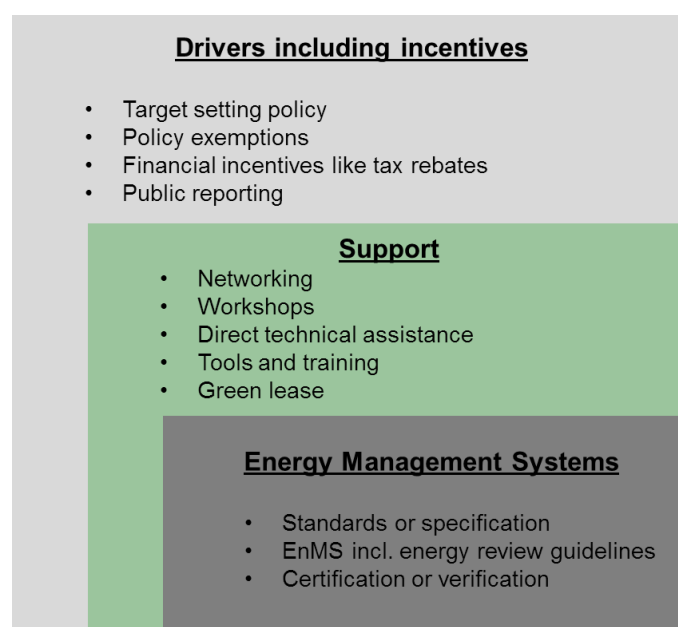 Drivers including incentives
• Target setting policy
• Policy exemptions
• Financial incentives like tax rebates
• Public reporting
Support
• Networking
• Workshops
• Direct technical assistance
• Tools and training
• Green lease
Energy Management Systems
• Standards or specification
• EnMS incl. energy review guidelines
• Certification or verification